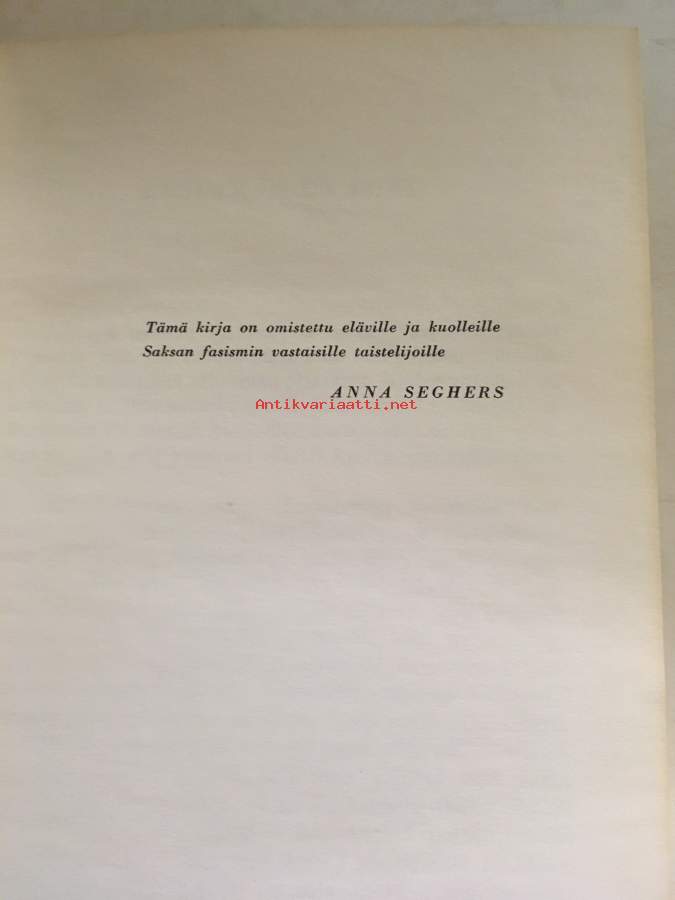 Tämä kirja on omistettu eläville ja kuolleille
Saksan fasismin vastaisille taistelijoille
ANNA SEGHERS
Antikvariaatti.net